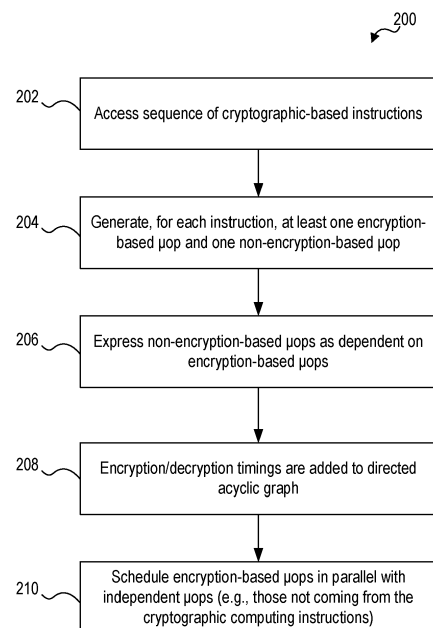 200
202
Access sequence of cryptographic-based instructions
204
Generate, for each instruction, at least one encryption-
based μop and one non-encryption-based μop
206
Express non-encryption-based μops as dependent on
encryption-based μops
208
Encryption/decryption timings are added to directed
acyclic graph
210
Schedule encryption-based μops in parallel with
independent μops (e.g., those not coming from the
cryptographic computing instructions)